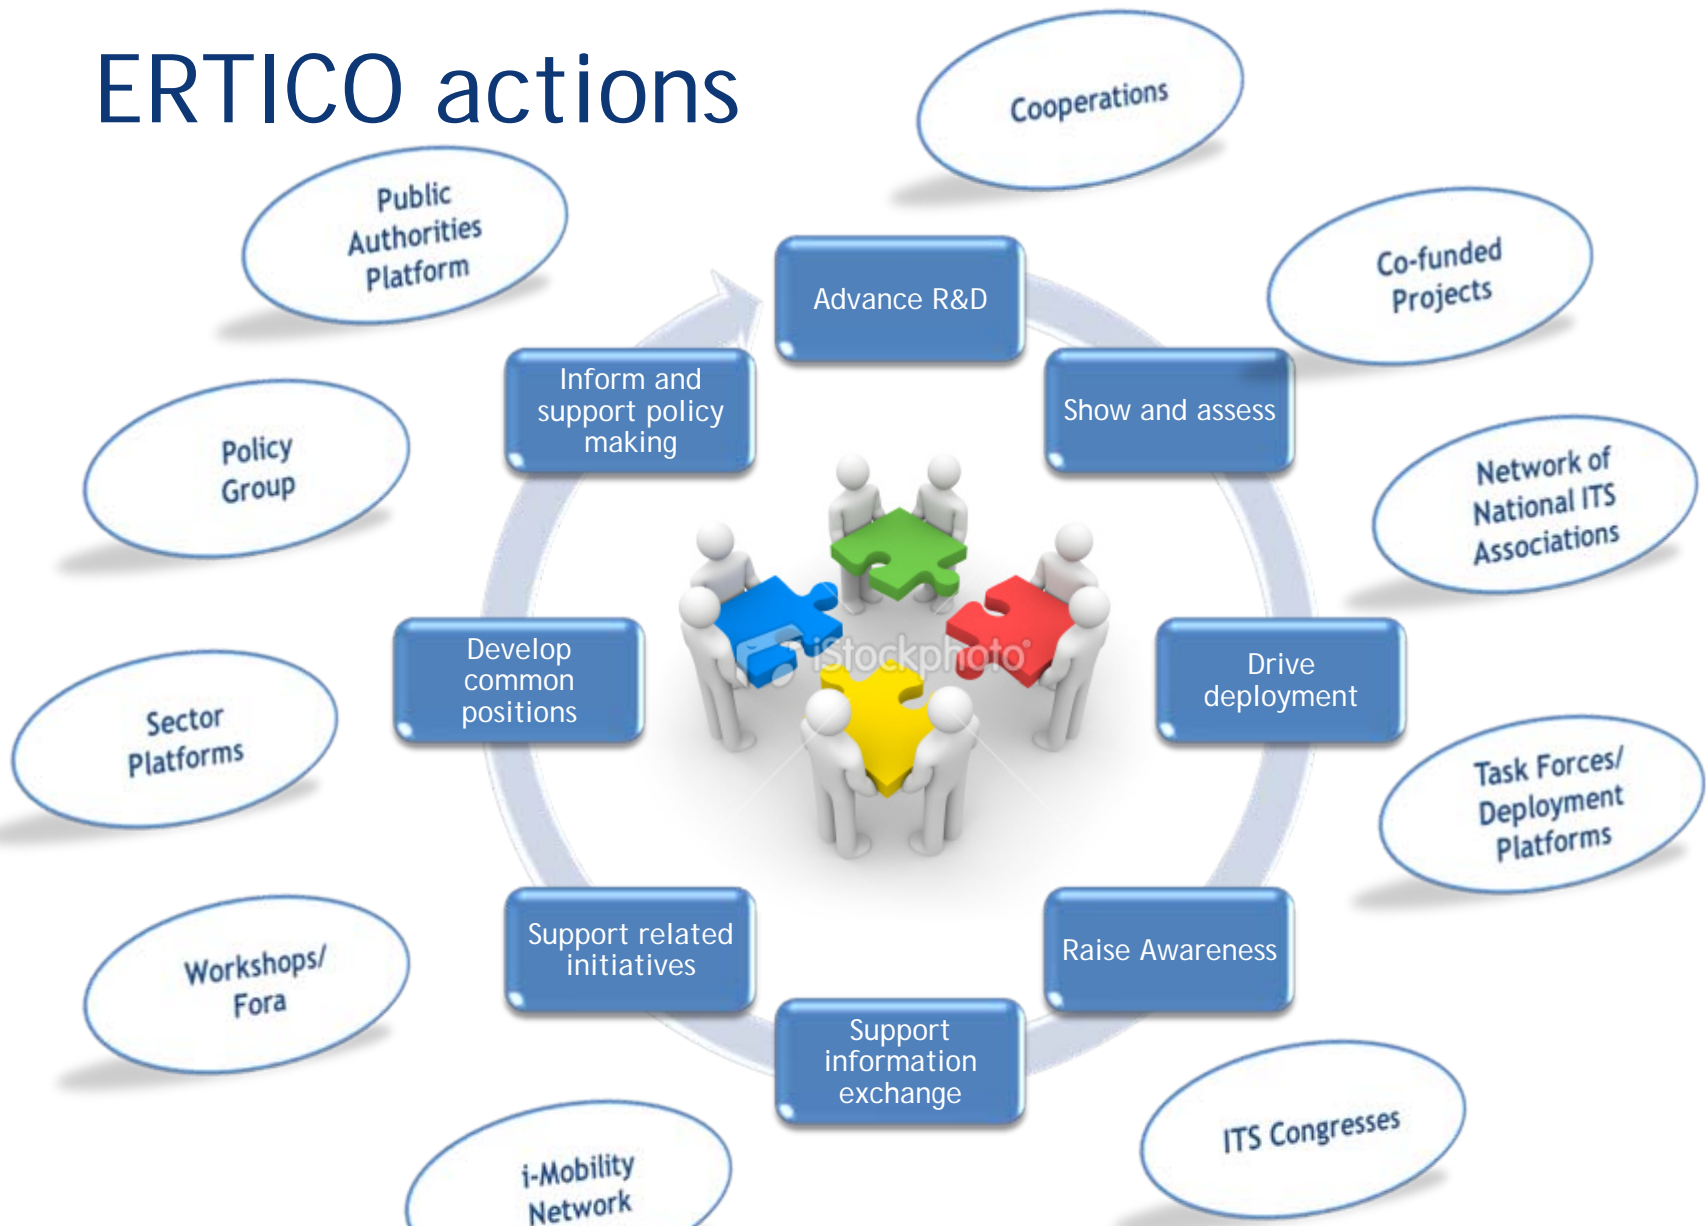 ERTICO actions
Cooperations
Public
Authorities
Platform
Co-funded
Projects
Advance R&D
Inform and
support policy
making
Show and assess
Policy
Group
Network of
National ITS
Associations
Develop
common
positions
iStockphoto
Drive
deployment
Sector
Platforms
Task Forces/
Deployment
Platforms
Support related
initiatives
Raise Awareness
Workshops/
Fora
Support
information
exchange
ITS Congresses
i-Mobility
Network